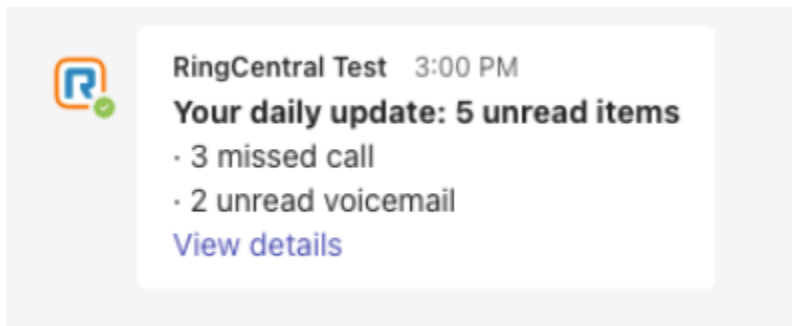 RingCentral Test 3:00 PM
Your daily update: 5 unread items
· 3 missed call
· 2 unread voicemail
View details